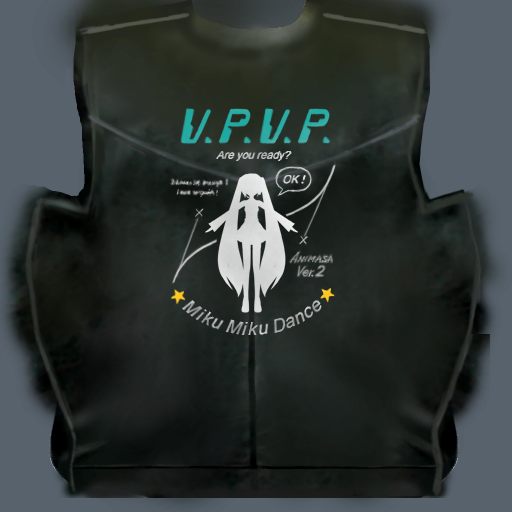 V.P.V.P.
Are you ready?
OK!
ANIMASA
Ver.2
Miku Miku Dance